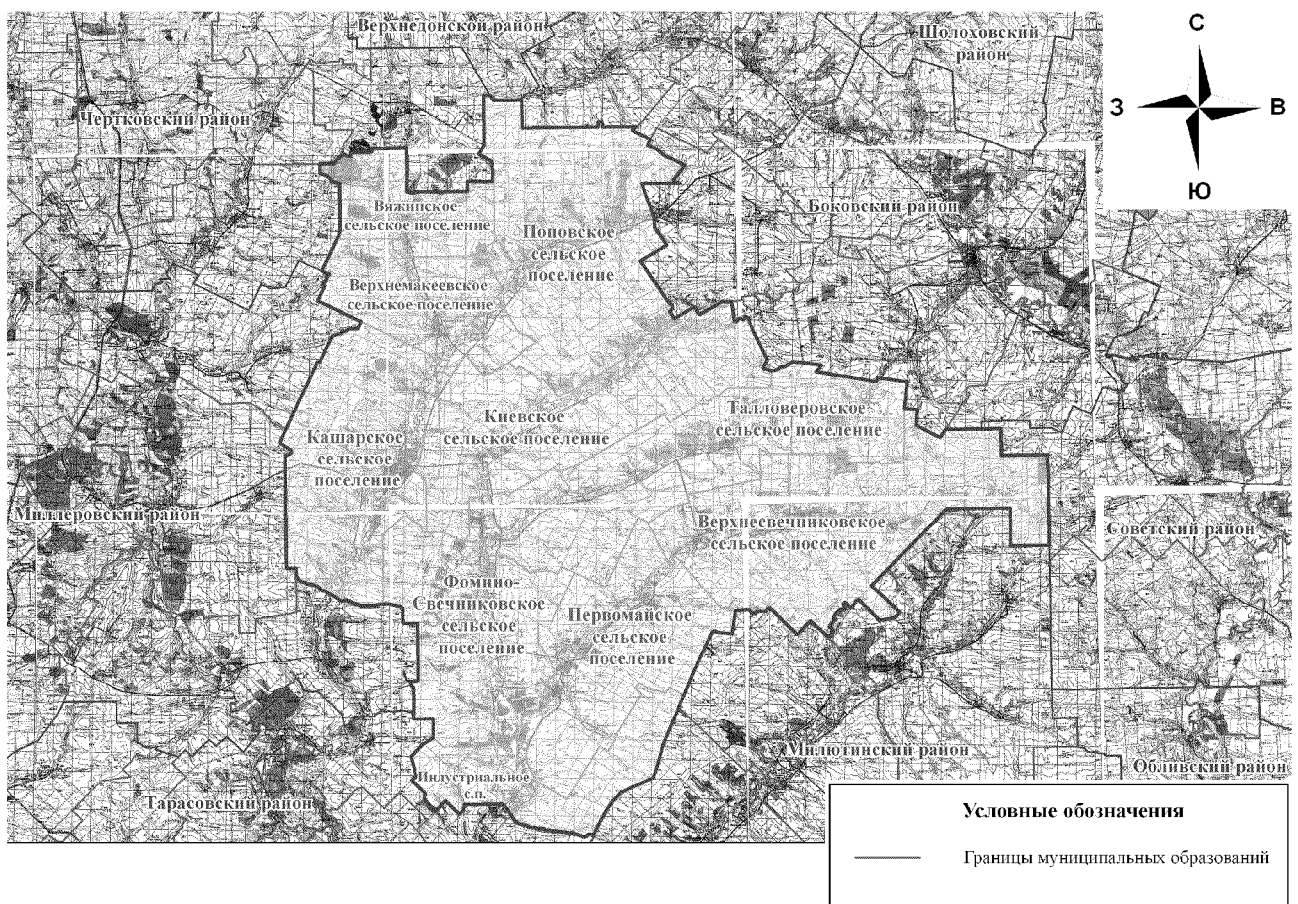 Верхнедонской район
Шолоховский
район
С
З
В
Ю
Чертковский район
Вяжинское
сельское поселение
Поповское
сельское
поселение
Боковский район
Верхнемакеевское
сельское поселение
Киевское
сельское поселение
Талловеровское
сельское поселение
Кашарское
сельское
поселение
Миллеровский район
Верхнесвечниковское
сельское поселение
Советский район
Фомино-
Свечниковское
сельское
поселение
Первомайское
сельское
поселение
Милютинский район
Обливский район
Индустриальное
с.п.
Тарасовский район
Условные обозначения
Границы муниципальных образований